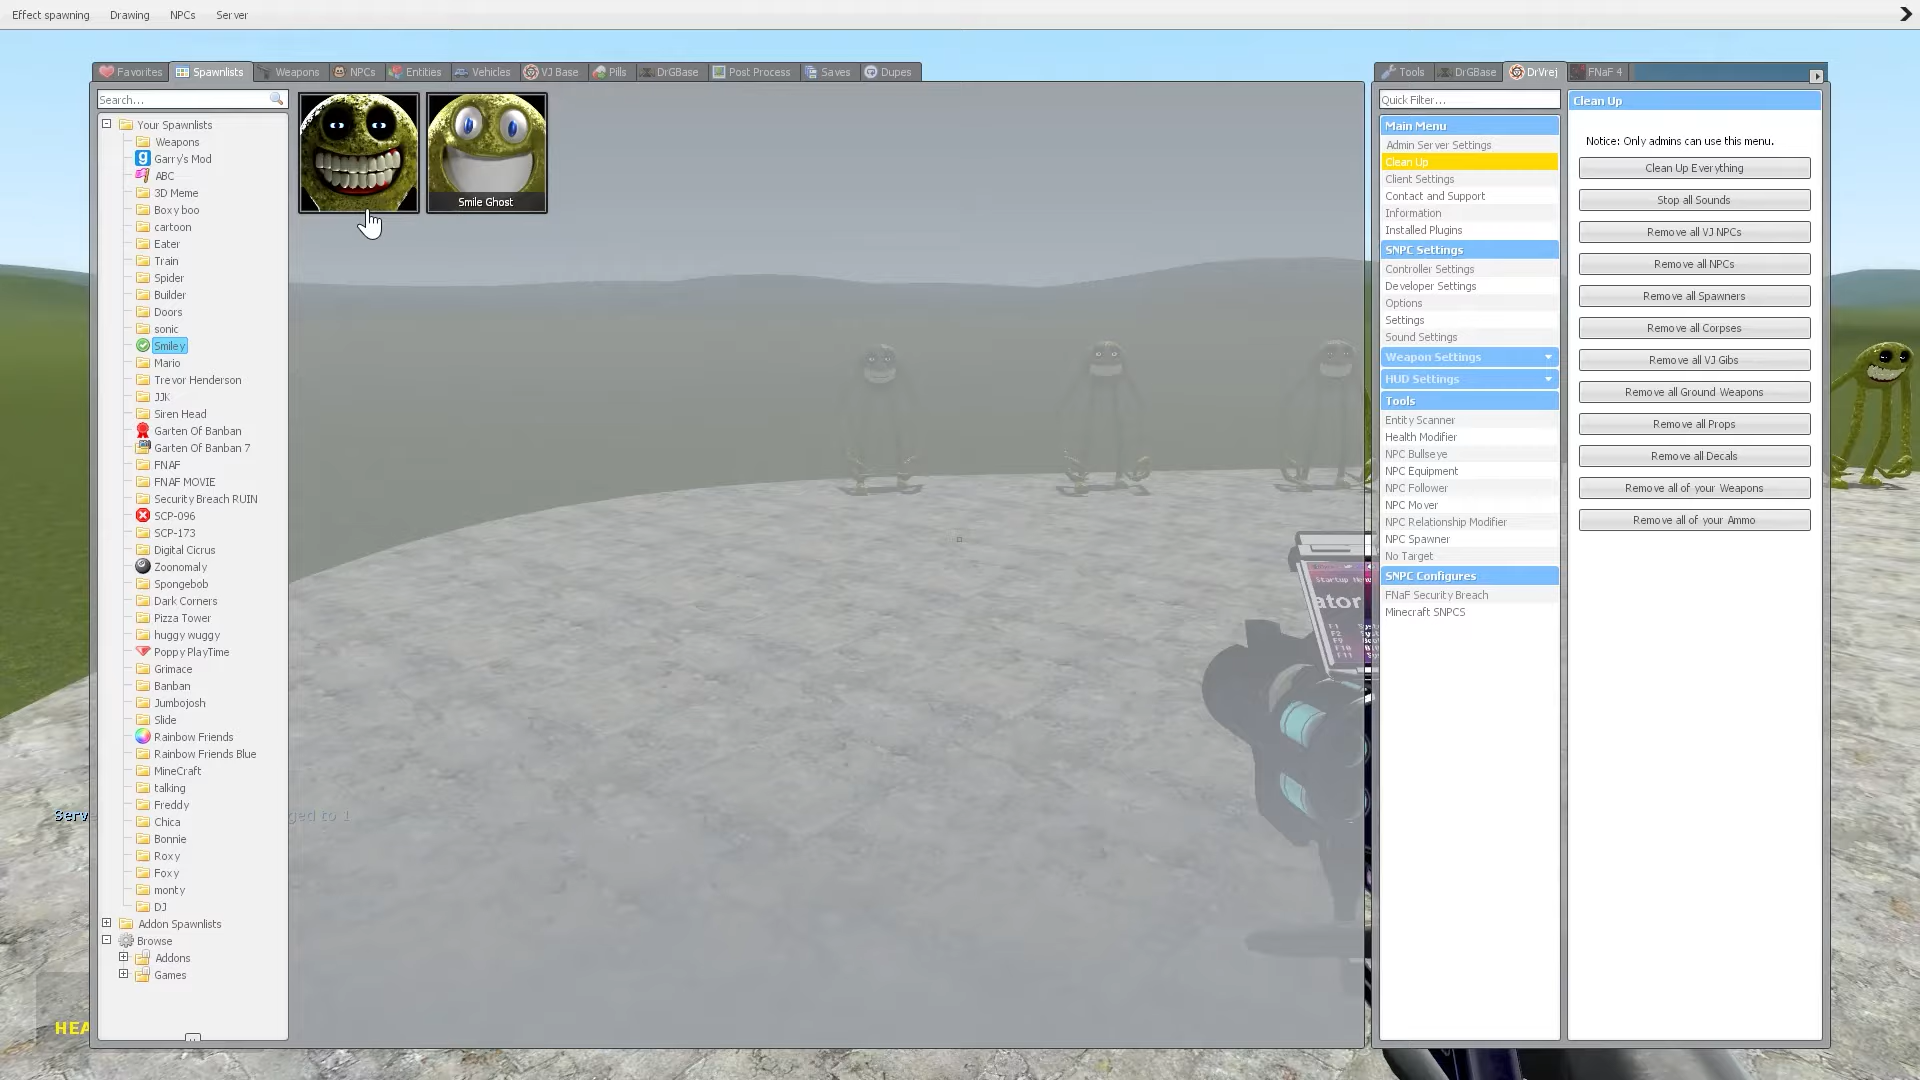 Effect spawning Drawing NPCs Server
Favorites Spawnlists Weapons NPCs Entities Vehicles VJ Base Pills DrGBase Post Process Saves Dupes
Search...
Your Spawnlists
Weapons
Garry's Mod
ABC
3D Meme
Boxy boo
cartoon
Eater
Train
Spider
Builder
Doors
sonic
Smiley
Mario
Trevor Henderson
JJK
Siren Head
Garten Of Banban
Garten Of Banban 7
FNAF
FNAF MOVIE
Security Breach RUIN
SCP-096
SCP-173
Digital Cicrus
Zoonomaly
Spongebob
Dark Corners
Pizza Tower
huggy wuggy
Poppy PlayTime
Grimace
Banban
Jumbojosh
Slide
Rainbow Friends
Rainbow Friends Blue
MineCraft
talking
Freddy
Chica
Bonnie
Roxy
Foxy
monty
DJ
Addon Spawnlists
Browse
Addons
Games
Smile Ghost
Serv
ged to 1
HEA
ator
Tools DrGBase DrVrej FNaF 4
Quick Filter...
Main Menu
Admin Server Settings
Clean Up
Client Settings
Contact and Support
Information
Installed Plugins
SNPC Settings
Controller Settings
Developer Settings
Options
Settings
Sound Settings
Weapon Settings
HUD Settings
Tools
Entity Scanner
Health Modifier
NPC Bullseye
NPC Equipment
NPC Follower
NPC Mover
NPC Relationship Modifier
NPC Spawner
No Target
SNPC Configures
FNaF Security Breach
Minecraft SNPCS
Clean Up
Notice: Only admins can use this menu.
Clean Up Everything
Stop all Sounds
Remove all VJ NPCs
Remove all NPCs
Remove all Spawners
Remove all Corpses
Remove all VJ Gibs
Remove all Ground Weapons
Remove all Props
Remove all Decals
Remove all of your Weapons
Remove all of your Ammo